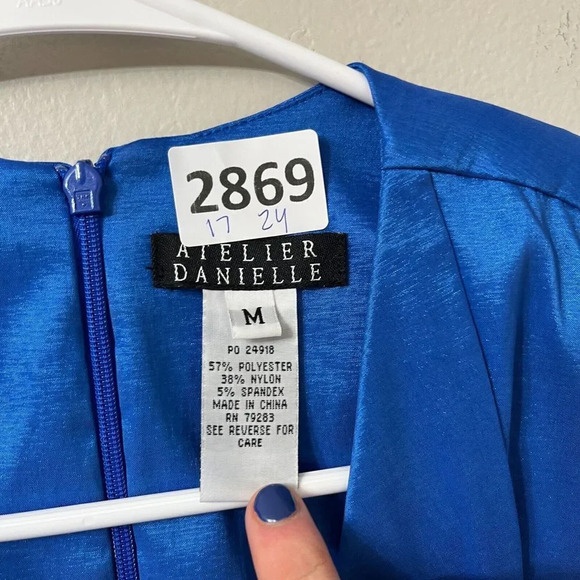 2869
17 24
ATELIER
DANIELLE
M
PO 24918
57% POLYESTER
38% NYLON
5% SPANDEX
MADE IN CHINA
RN 79283
SEE REVERSE FOR
CARE